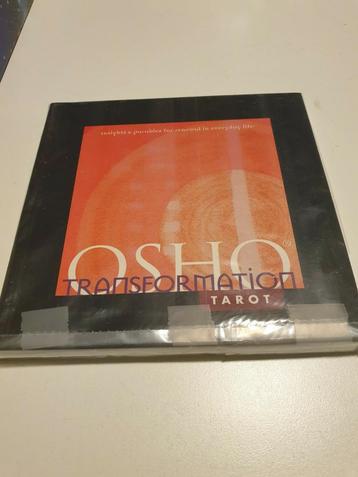 insights & parables for renewal in everyday life
OSHO®
TRANSFORMATION
TAROT